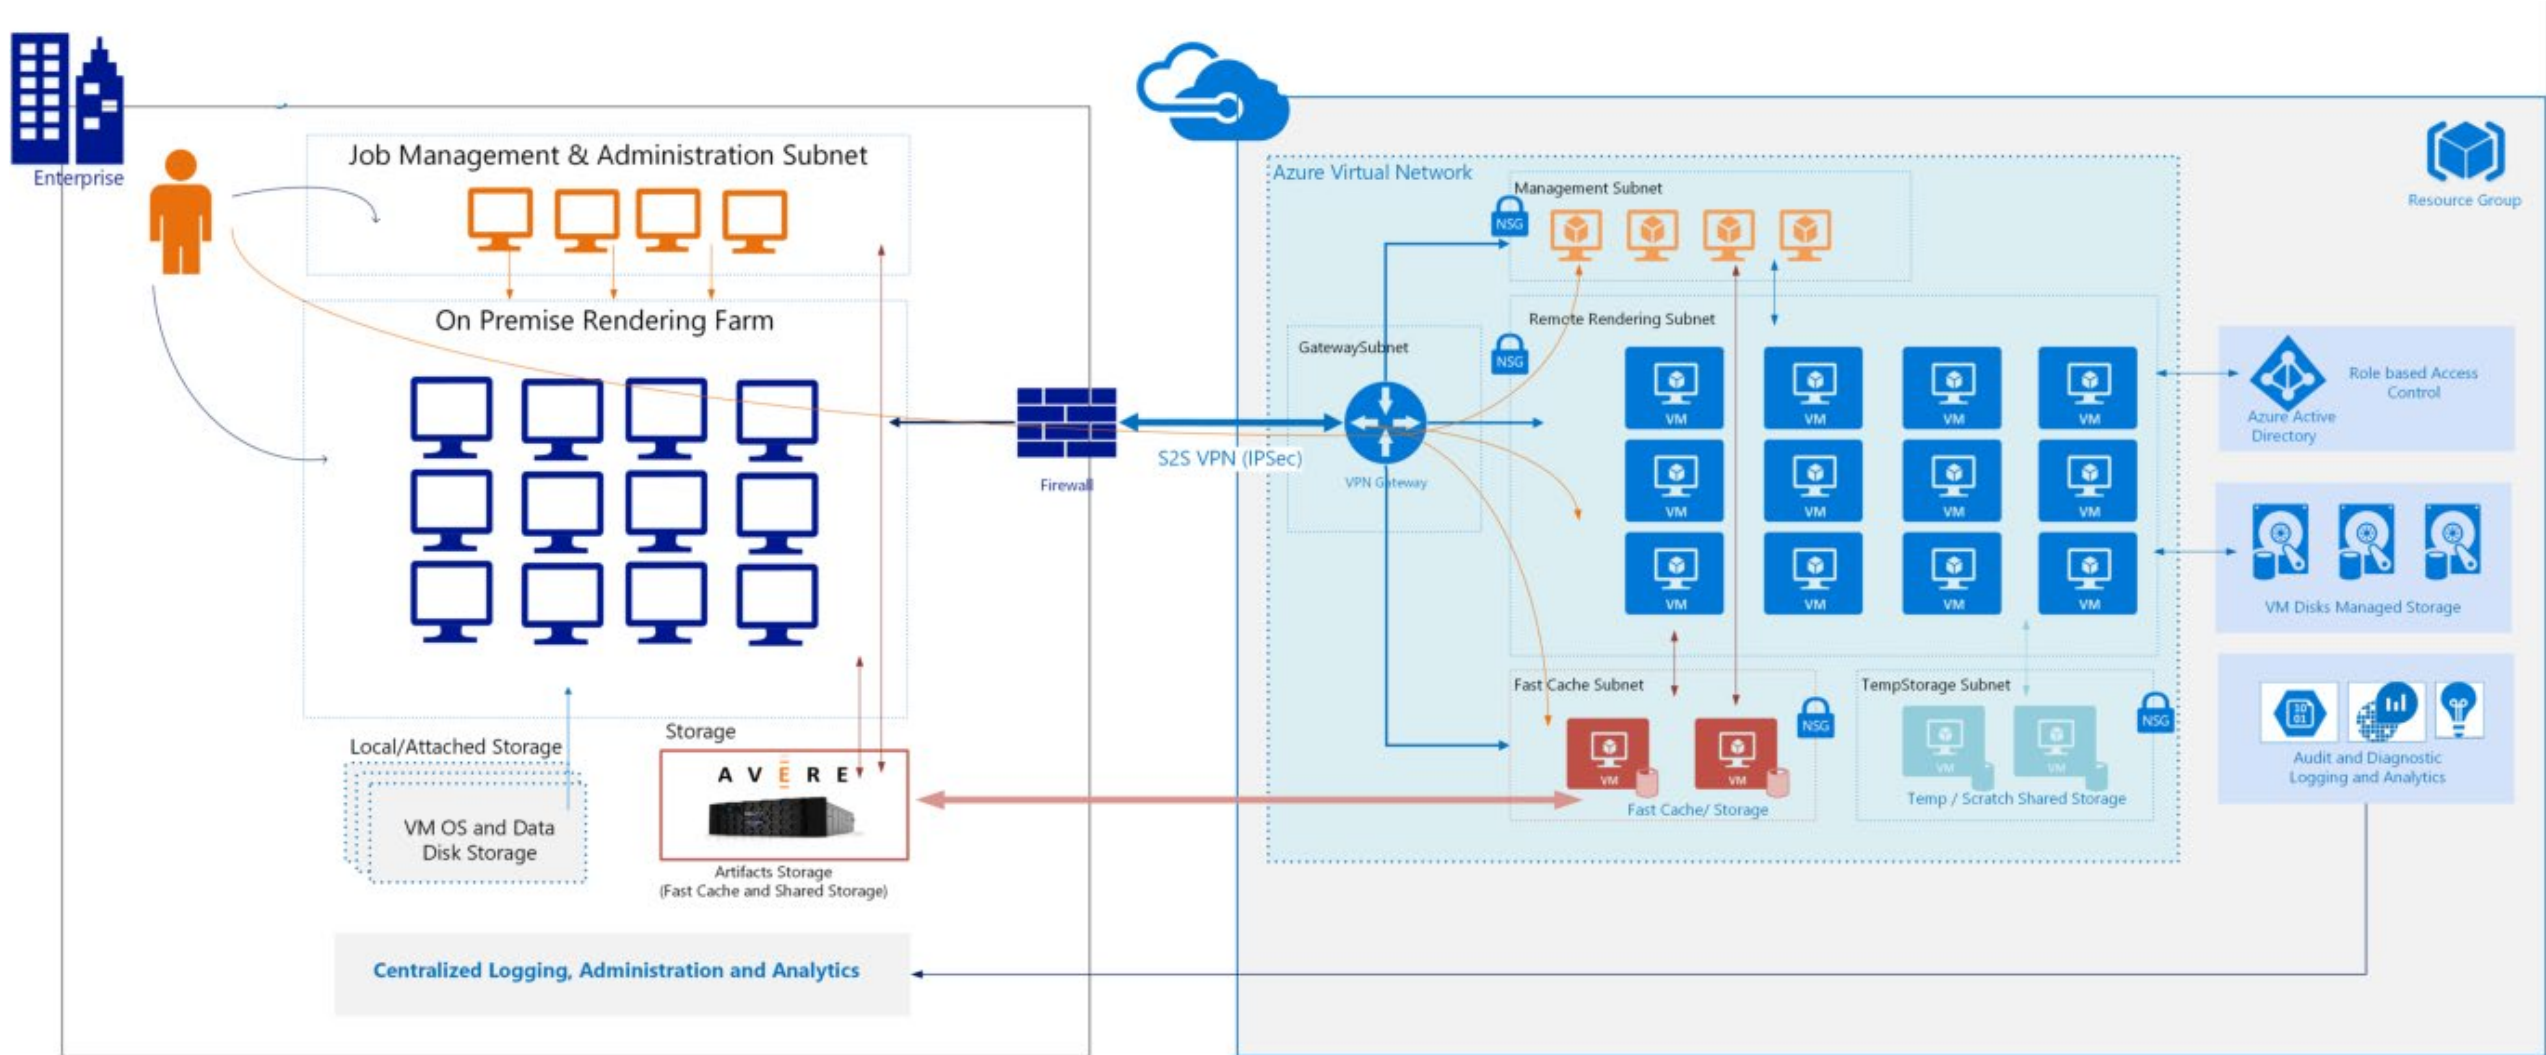 Enterprise
Job Management & Administration Subnet
On Premise Rendering Farm
Local/Attached Storage
VM OS and Data
Disk Storage
Storage
AVERE
Artifacts Storage
(Fast Cache and Shared Storage)
Centralized Logging, Administration and Analytics
Firewall
S2S VPN (IPSec)
Azure Virtual Network
GatewaySubnet
VPN Gateway
NSG
Management Subnet
NSG
Remote Rendering Subnet
VM
VM
VM
VM
VM
VM
VM
VM
VM
VM
VM
VM
Fast Cache Subnet
NSG
VM
VM
Fast Cache/ Storage
TempStorage Subnet
NSG
VM
VM
Temp / Scratch Shared Storage
Resource Group
Role based Access
Control
Azure Active
Directory
VM Disks Managed Storage
10
01
Audit and Diagnostic
Logging and Analytics